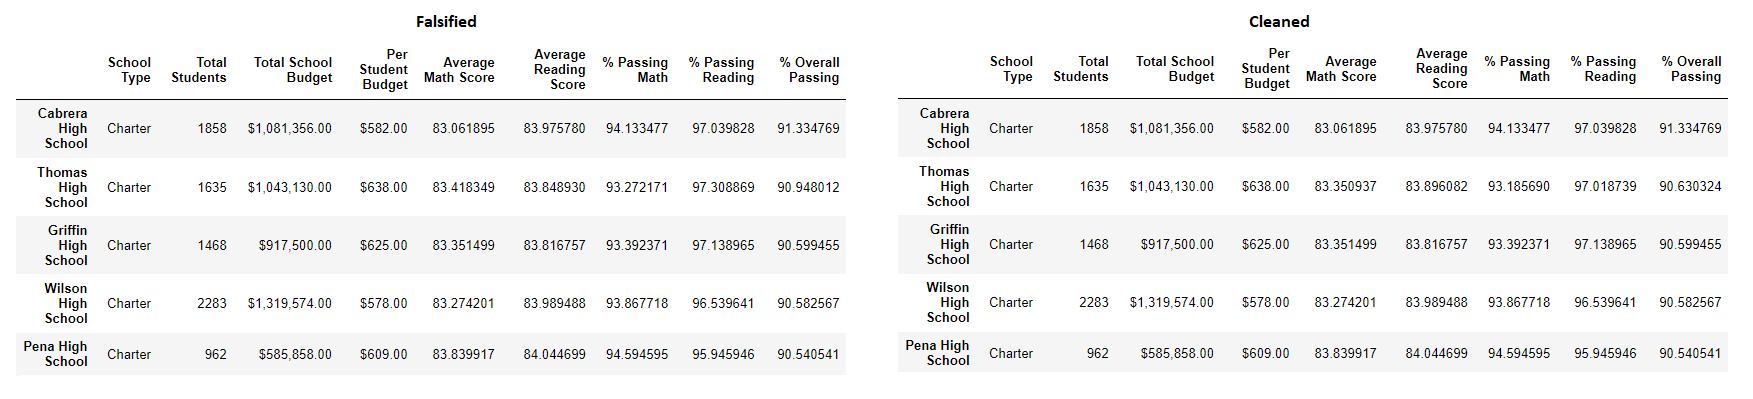 Falsified
School Type Total Students Total School Budget Per Student Budget Average Math Score Average Reading Score % Passing Math % Passing Reading % Overall Passing
Cabrera High School Charter 1858 $1,081,356.00 $582.00 83.061895 83.975780 94.133477 97.039828 91.334769
Thomas High School Charter 1635 $1,043,130.00 $638.00 83.418349 83.848930 93.272171 97.308869 90.948012
Griffin High School Charter 1468 $917,500.00 $625.00 83.351499 83.816757 93.392371 97.138965 90.599455
Wilson High School Charter 2283 $1,319,574.00 $578.00 83.274201 83.989488 93.867718 96.539641 90.582567
Pena High School Charter 962 $585,858.00 $609.00 83.839917 84.044699 94.594595 95.945946 90.540541
Cleaned
School Type Total Students Total School Budget Per Student Budget Average Math Score Average Reading Score % Passing Math % Passing Reading % Overall Passing
Cabrera High School Charter 1858 $1,081,356.00 $582.00 83.061895 83.975780 94.133477 97.039828 91.334769
Thomas High School Charter 1635 $1,043,130.00 $638.00 83.350937 83.896082 93.185690 97.018739 90.630324
Griffin High School Charter 1468 $917,500.00 $625.00 83.351499 83.816757 93.392371 97.138965 90.599455
Wilson High School Charter 2283 $1,319,574.00 $578.00 83.274201 83.989488 93.867718 96.539641 90.582567
Pena High School Charter 962 $585,858.00 $609.00 83.839917 84.044699 94.594595 95.945946 90.540541